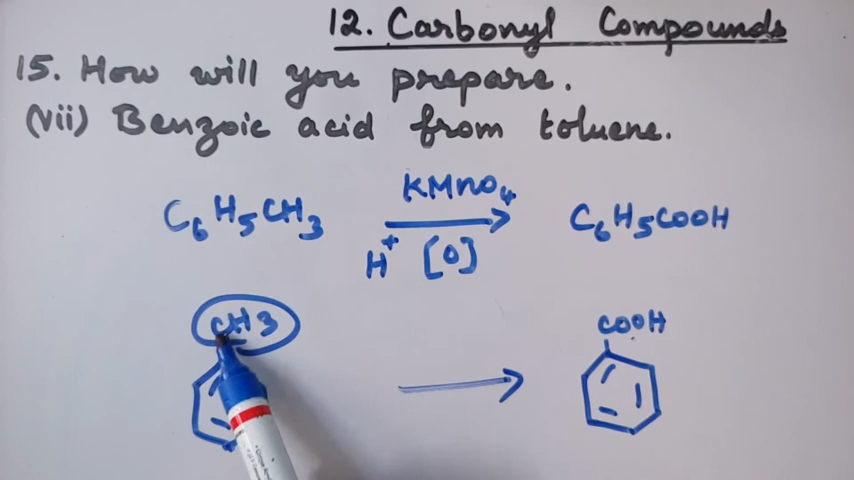 12. Carbonyl Compounds
15. How will you prepare.
(vii) Benzoic acid from toluene.
KMnO4
C6H5CH3 → C6H5COOH
H+ [O]
CH3 COOH
→